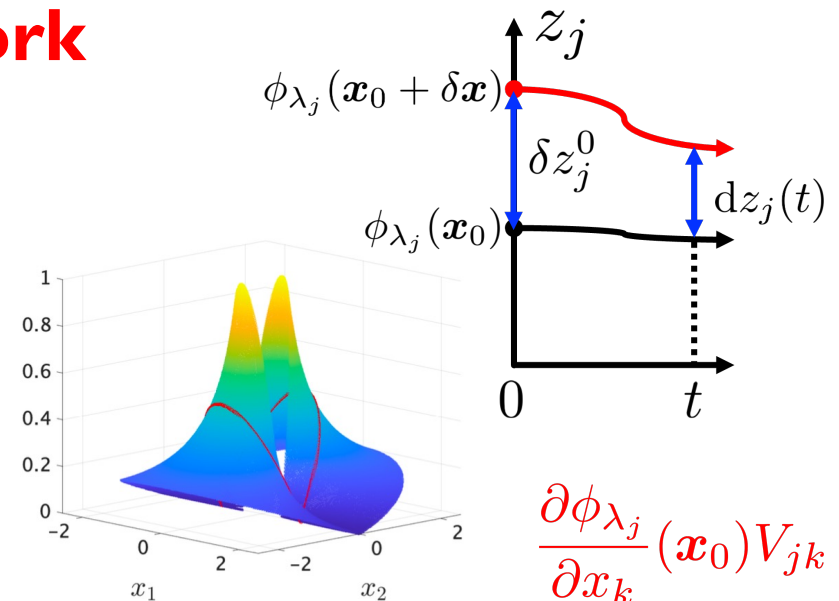 ork
z_j
ϕ_{λ_j}(x_0 + δx)
δz_j^0
dz_j(t)
ϕ_{λ_j}(x_0)
0
t
1
0.8
0.6
0.4
0.2
0
−2
0
2
x_1
−2
0
2
x_2
∂ϕ_{λ_j}/∂x_k (x_0)V_{jk}